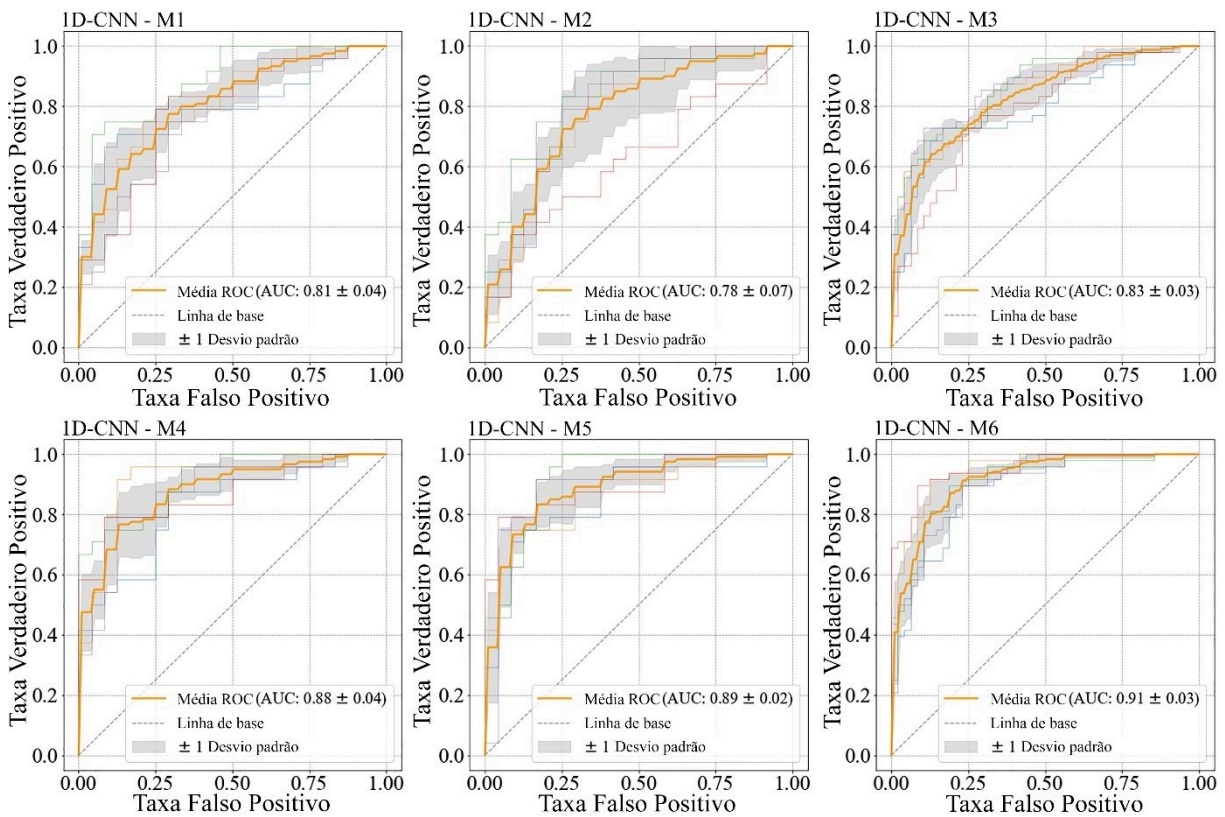 1D-CNN - M1
1.0
0.8
0.6
0.4
0.2
0.0
Taxa Verdadeiro Positivo
Média ROC (AUC: 0.81 ± 0.04)
Linha de base
± 1 Desvio padrão
0.00 0.25 0.50 0.75 1.00
Taxa Falso Positivo
1D-CNN - M2
1.0
0.8
0.6
0.4
0.2
0.0
Taxa Verdadeiro Positivo
Média ROC (AUC: 0.78 ± 0.07)
Linha de base
± 1 Desvio padrão
0.00 0.25 0.50 0.75 1.00
Taxa Falso Positivo
1D-CNN - M3
1.0
0.8
0.6
0.4
0.2
0.0
Taxa Verdadeiro Positivo
Média ROC (AUC: 0.83 ± 0.03)
Linha de base
± 1 Desvio padrão
0.00 0.25 0.50 0.75 1.00
Taxa Falso Positivo
1D-CNN - M4
1.0
0.8
0.6
0.4
0.2
0.0
Taxa Verdadeiro Positivo
Média ROC (AUC: 0.88 ± 0.04)
Linha de base
± 1 Desvio padrão
0.00 0.25 0.50 0.75 1.00
Taxa Falso Positivo
1D-CNN - M5
1.0
0.8
0.6
0.4
0.2
0.0
Taxa Verdadeiro Positivo
Média ROC (AUC: 0.89 ± 0.02)
Linha de base
± 1 Desvio padrão
0.00 0.25 0.50 0.75 1.00
Taxa Falso Positivo
1D-CNN - M6
1.0
0.8
0.6
0.4
0.2
0.0
Taxa Verdadeiro Positivo
Média ROC (AUC: 0.91 ± 0.03)
Linha de base
± 1 Desvio padrão
0.00 0.25 0.50 0.75 1.00
Taxa Falso Positivo